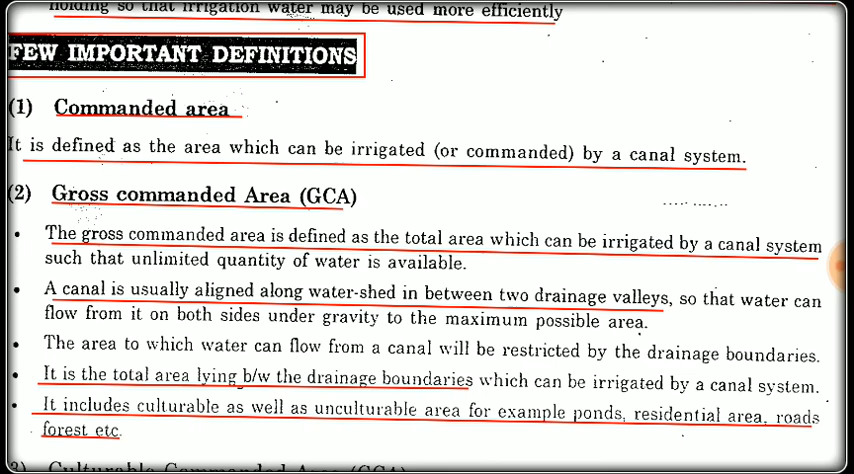 holding so that irrigation water may be used more efficiently
FEW IMPORTANT DEFINITIONS
(1) Commanded area
It is defined as the area which can be irrigated (or commanded) by a canal system.
(2) Gross commanded Area (GCA)
• The gross commanded area is defined as the total area which can be irrigated by a canal system
such that unlimited quantity of water is available.
• A canal is usually aligned along water-shed in between two drainage valleys, so that water can
flow from it on both sides under gravity to the maximum possible area.
• The area to which water can flow from a canal will be restricted by the drainage boundaries.
• It is the total area lying b/w the drainage boundaries which can be irrigated by a canal system.
• It includes culturable as well as unculturable area for example ponds, residential area, roads
forest etc.
3) Culturable Commanded Area (CCA)